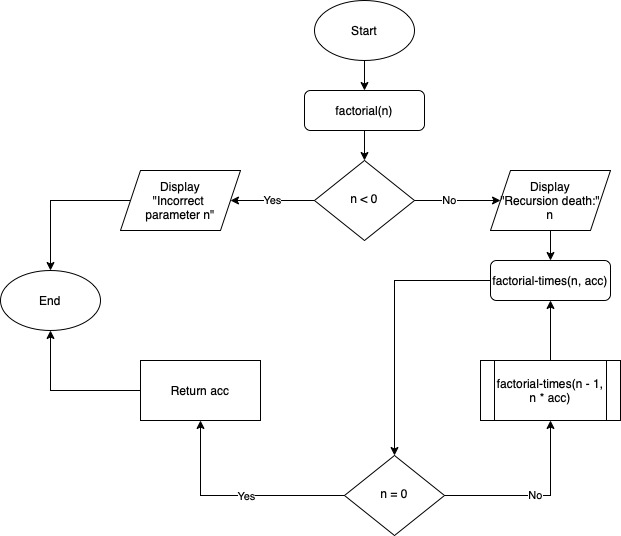 Start
factorial(n)
n < 0
Yes
No
Display
"Incorrect
parameter n"
Display
"Recursion death:"
n
factorial-times(n, acc)
End
Return acc
factorial-times(n - 1,
n * acc)
n = 0
Yes
No